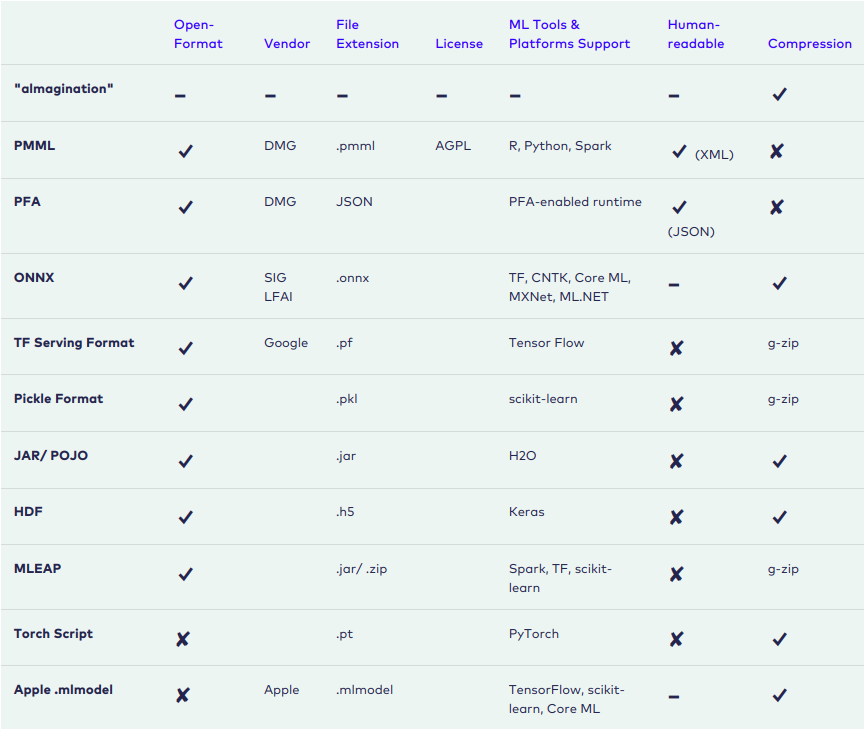 Open-
Format
Vendor
File
Extension
License
ML Tools &
Platforms Support
Human-
readable
Compression
"almagination"
– – – – – – ✓
PMML ✓ DMG .pmml AGPL R, Python, Spark ✓ (XML) ✘
PFA ✓ DMG JSON PFA-enabled runtime ✓ ✘
(JSON)
ONNX ✓ SIG .onnx TF, CNTK, Core ML, – ✓
LFAI MXNet, ML.NET
TF Serving Format ✓ Google .pf Tensor Flow ✘ g-zip
Pickle Format ✓ .pkl scikit-learn ✘ g-zip
JAR/ POJO ✓ .jar H2O ✘ ✓
HDF ✓ .h5 Keras ✘ ✓
MLEAP ✓ .jar/ .zip Spark, TF, scikit- ✘ g-zip
learn
Torch Script ✘ .pt PyTorch ✘ ✓
Apple .mlmodel ✘ Apple .mlmodel TensorFlow, scikit- – ✓
learn, Core ML